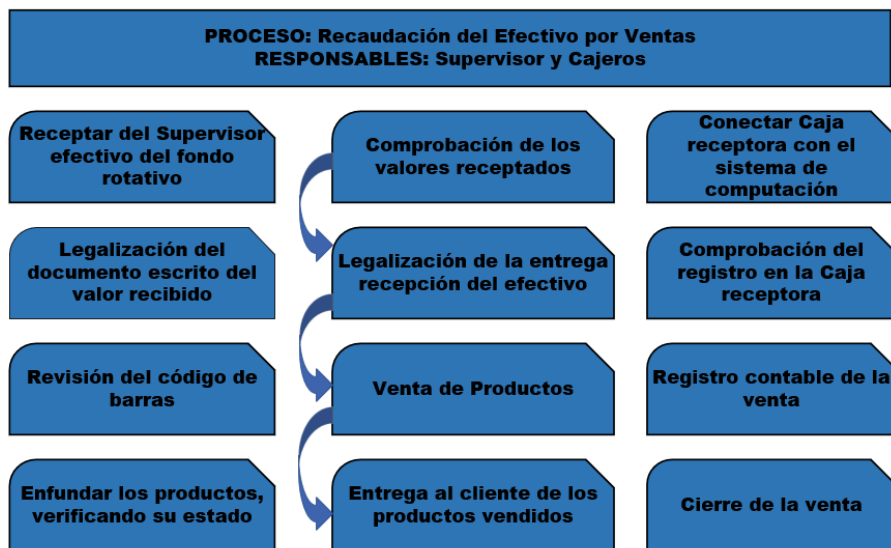 PROCESO: Recaudación del Efectivo por Ventas
RESPONSABLES: Supervisor y Cajeros
Receptar del Supervisor
efectivo del fondo
rotativo
Comprobación de los
valores receptados
Conectar Caja
receptora con el
sistema de
computación
Legalización del
documento escrito del
valor recibido
Legalización de la entrega
recepción del efectivo
Comprobación del
registro en la Caja
receptora
Revisión del código de
barras
Venta de Productos
Registro contable de la
venta
Enfundar los productos,
verificando su estado
Entrega al cliente de los
productos vendidos
Cierre de la venta